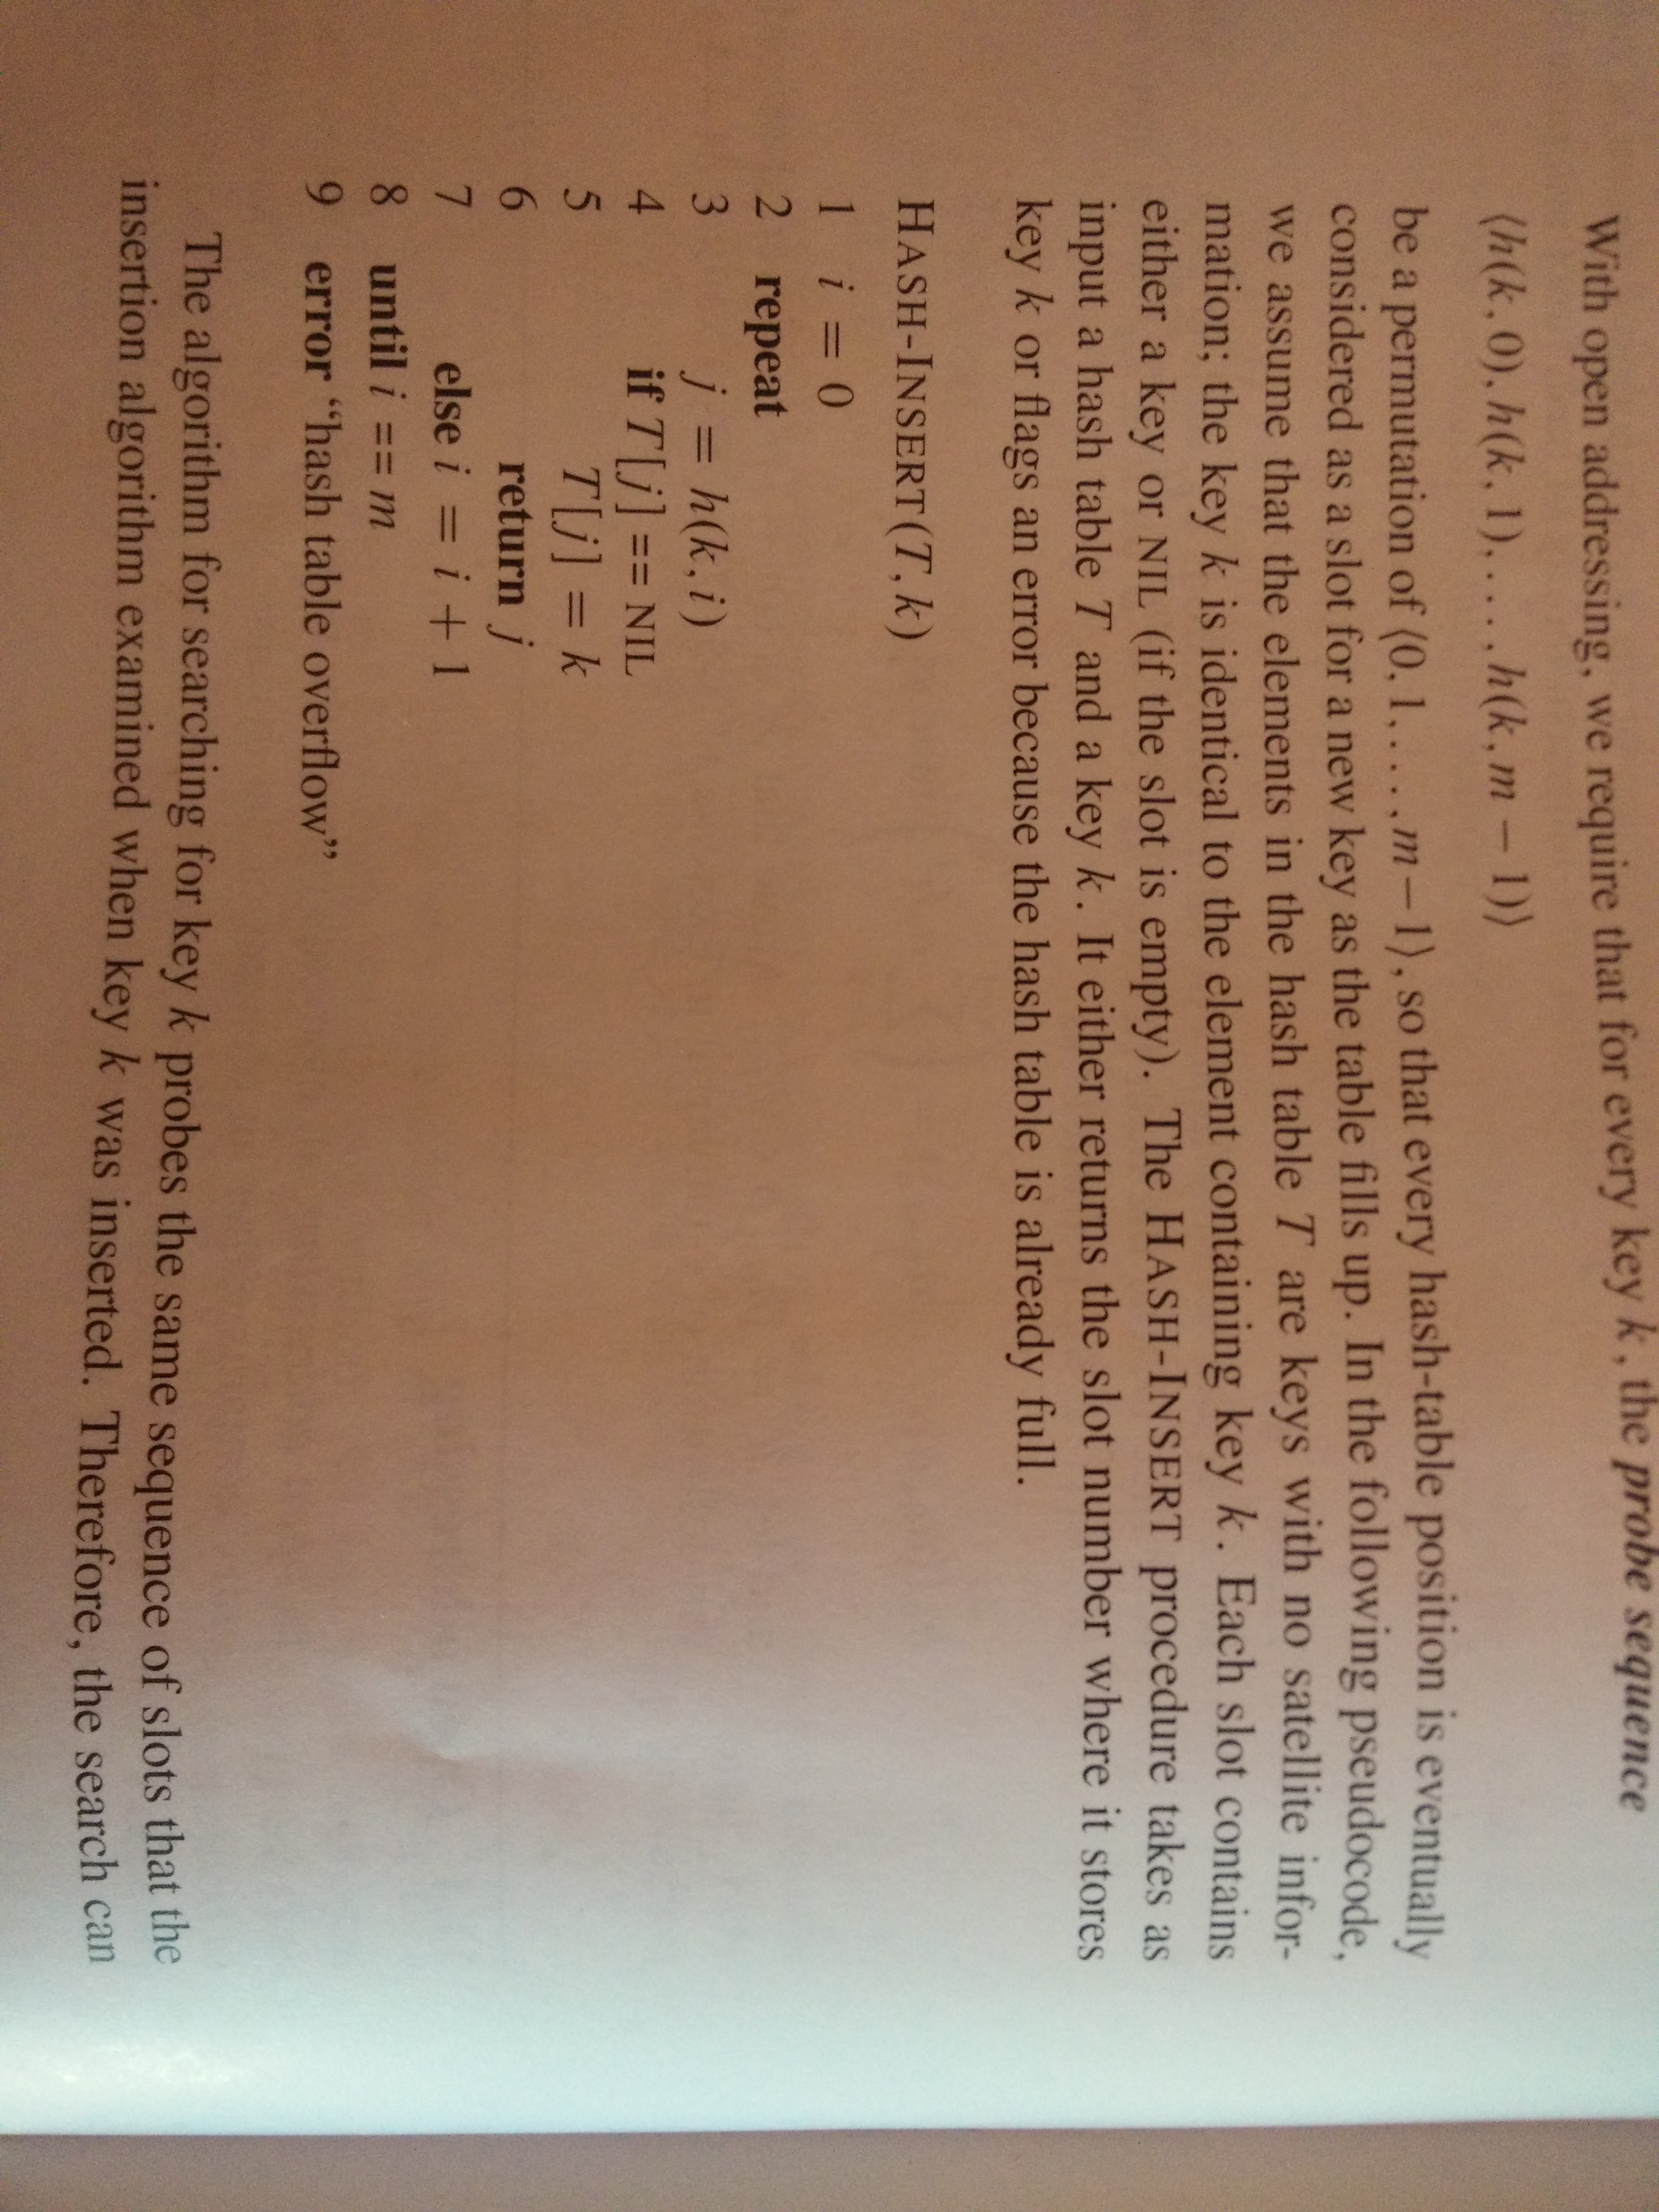 With open addressing, we require that for every key k, the probe sequence
⟨h(k, 0), h(k, 1), . . . , h(k, m − 1)⟩
be a permutation of ⟨0, 1, . . . , m − 1⟩, so that every hash-table position is eventually
considered as a slot for a new key as the table fills up. In the following pseudocode,
we assume that the elements in the hash table T are keys with no satellite infor-
mation; the key k is identical to the element containing key k. Each slot contains
either a key or NIL (if the slot is empty). The HASH-INSERT procedure takes as
input a hash table T and a key k. It either returns the slot number where it stores
key k or flags an error because the hash table is already full.
HASH-INSERT(T, k)
1 i = 0
2 repeat
3 j = h(k, i)
4 if T[j] == NIL
5 T[j] = k
6 return j
7 else i = i + 1
8 until i == m
9 error “hash table overflow”
The algorithm for searching for key k probes the same sequence of slots that the
insertion algorithm examined when key k was inserted. Therefore, the search can